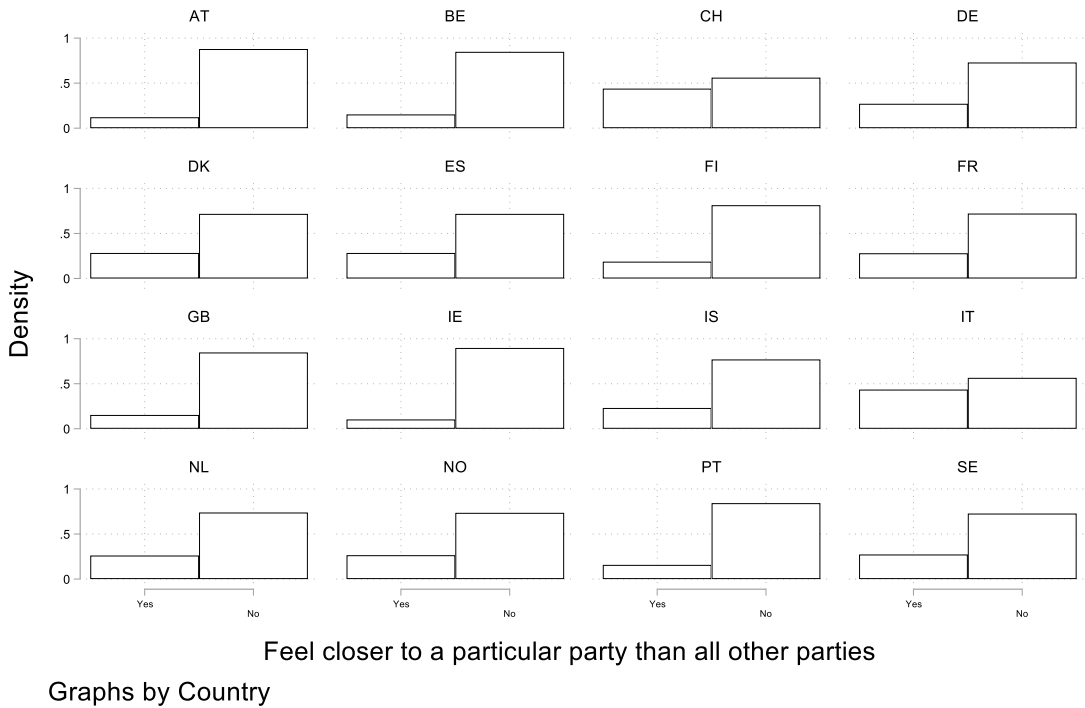 AT BE CH DE
1
.5
0
DK ES FI FR
1
.5
0
GB IE IS IT
1
.5
0
NL NO PT SE
1
.5
0
Yes No Yes No Yes No Yes No
Density
Feel closer to a particular party than all other parties
Graphs by Country